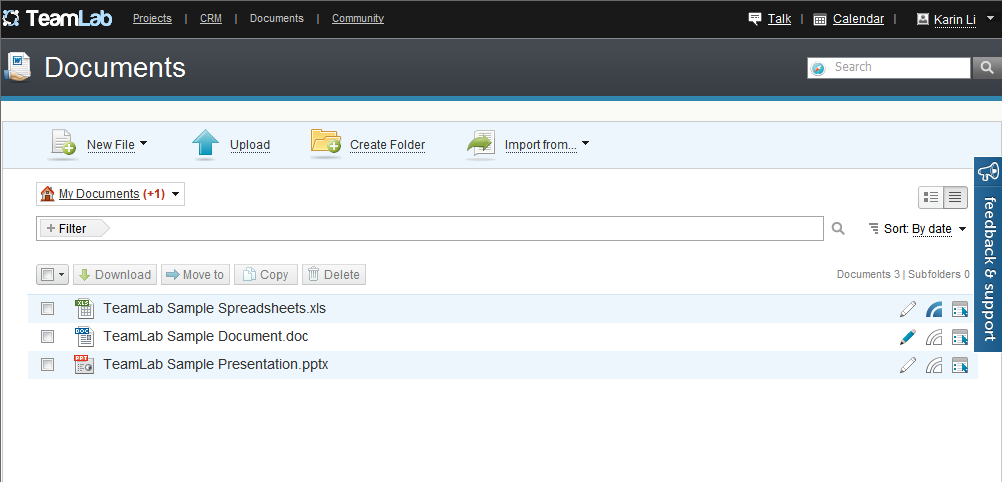 TeamLab Projects | CRM | Documents | Community Talk | Calendar | Karin Li
Documents Search
New File Upload Create Folder Import from...
My Documents (+1)
+ Filter Sort: By date
Download Move to Copy Delete Documents 3 | Subfolders 0
XLS TeamLab Sample Spreadsheets.xls
DOC TeamLab Sample Document.doc
PPT TeamLab Sample Presentation.pptx
feedback & support